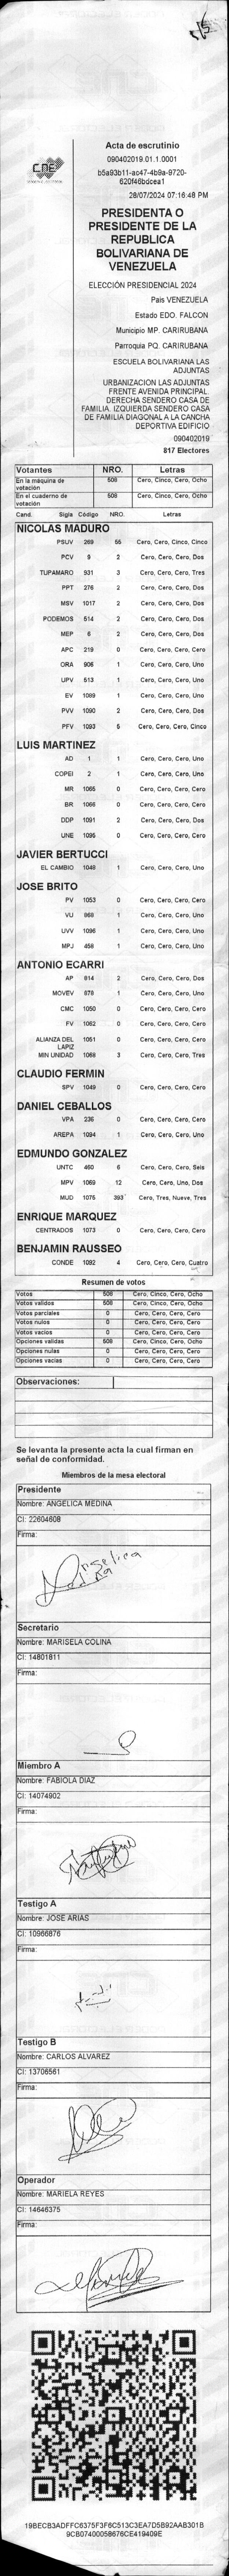 CNE
Acta de escrutinio
090402019.01.1.0001
b5a93b11-ac47-4b9a-9720-
620f46bdcea1
28/07/2024 07:16:48 PM
PRESIDENTA O
PRESIDENTE DE LA
REPUBLICA
BOLIVARIANA DE
VENEZUELA
ELECCIÓN PRESIDENCIAL 2024
Pais VENEZUELA
Estado EDO. FALCON
Municipio MP. CARIRUBANA
Parroquia PQ. CARIRUBANA
ESCUELA BOLIVARIANA LAS
ADJUNTAS
URBANIZACION LAS ADJUNTAS
FRENTE AVENIDA PRINCIPAL.
DERECHA SENDERO CASA DE
FAMILIA. IZQUIERDA SENDERO CASA
DE FAMILIA DIAGONAL A LA CANCHA
DEPORTIVA EDIFICIO
090402019
817 Electores
Votantes NRO. Letras
En la máquina de votación 508 Cero, Cinco, Cero, Ocho
En el cuaderno de votación 508 Cero, Cinco, Cero, Ocho
Cand. Sigla Código NRO. Letras
NICOLAS MADURO
PSUV 269 55 Cero, Cero, Cinco, Cinco
PCV 9 2 Cero, Cero, Cero, Dos
TUPAMARO 931 3 Cero, Cero, Cero, Tres
PPT 276 2 Cero, Cero, Cero, Dos
MSV 1017 2 Cero, Cero, Cero, Dos
PODEMOS 514 2 Cero, Cero, Cero, Dos
MEP 6 2 Cero, Cero, Cero, Dos
APC 219 0 Cero, Cero, Cero, Cero
ORA 906 1 Cero, Cero, Cero, Uno
UPV 513 1 Cero, Cero, Cero, Uno
EV 1089 1 Cero, Cero, Cero, Uno
PVV 1090 2 Cero, Cero, Cero, Dos
PFV 1093 5 Cero, Cero, Cero, Cinco
LUIS MARTINEZ
AD 1 1 Cero, Cero, Cero, Uno
COPEI 2 1 Cero, Cero, Cero, Uno
MR 1065 0 Cero, Cero, Cero, Cero
BR 1066 0 Cero, Cero, Cero, Cero
DDP 1091 2 Cero, Cero, Cero, Dos
UNE 1095 0 Cero, Cero, Cero, Cero
JAVIER BERTUCCI
EL CAMBIO 1048 1 Cero, Cero, Cero, Uno
JOSE BRITO
PV 1053 0 Cero, Cero, Cero, Cero
VU 868 1 Cero, Cero, Cero, Uno
UVV 1096 1 Cero, Cero, Cero, Uno
MPJ 458 1 Cero, Cero, Cero, Uno
ANTONIO ECARRI
AP 814 2 Cero, Cero, Cero, Dos
MOVEV 879 1 Cero, Cero, Cero, Uno
CMC 1050 0 Cero, Cero, Cero, Cero
FV 1062 0 Cero, Cero, Cero, Cero
ALIANZA DEL LAPIZ 1051 0 Cero, Cero, Cero, Cero
MIN UNIDAD 1068 3 Cero, Cero, Cero, Tres
CLAUDIO FERMIN
SPV 1049 0 Cero, Cero, Cero, Cero
DANIEL CEBALLOS
VPA 236 0 Cero, Cero, Cero, Cero
AREPA 1094 1 Cero, Cero, Cero, Uno
EDMUNDO GONZALEZ
UNTC 460 6 Cero, Cero, Cero, Seis
MPV 1069 12 Cero, Cero, Uno, Dos
MUD 1075 393 Cero, Tres, Nueve, Tres
ENRIQUE MARQUEZ
CENTRADOS 1073 0 Cero, Cero, Cero, Cero
BENJAMIN RAUSSEO
CONDE 1092 4 Cero, Cero, Cero, Cuatro
Resumen de votos
Votos 508 Cero, Cinco, Cero, Ocho
Votos validos 508 Cero, Cinco, Cero, Ocho
Votos parciales 0 Cero, Cero, Cero, Cero
Votos nulos 0 Cero, Cero, Cero, Cero
Votos vacios 0 Cero, Cero, Cero, Cero
Opciones validas 508 Cero, Cinco, Cero, Ocho
Opciones nulas 0 Cero, Cero, Cero, Cero
Opciones vacias 0 Cero, Cero, Cero, Cero
Observaciones:
Se levanta la presente acta la cual firman en
señal de conformidad.
Miembros de la mesa electoral
Presidente
Nombre: ANGELICA MEDINA
CI: 22604608
Firma:
Angelica
Medina
Secretario
Nombre: MARISELA COLINA
CI: 14801811
Firma:
Miembro A
Nombre: FABIOLA DIAZ
CI: 14074902
Firma:
Testigo A
Nombre: JOSE ARIAS
CI: 10966876
Firma:
Testigo B
Nombre: CARLOS ALVAREZ
CI: 13706561
Firma:
Operador
Nombre: MARIELA REYES
CI: 14646375
Firma:
19BECB3ADFFC6375F3F6C513C3EA7D5B92AAB301B
9CB07400058676CE419409E